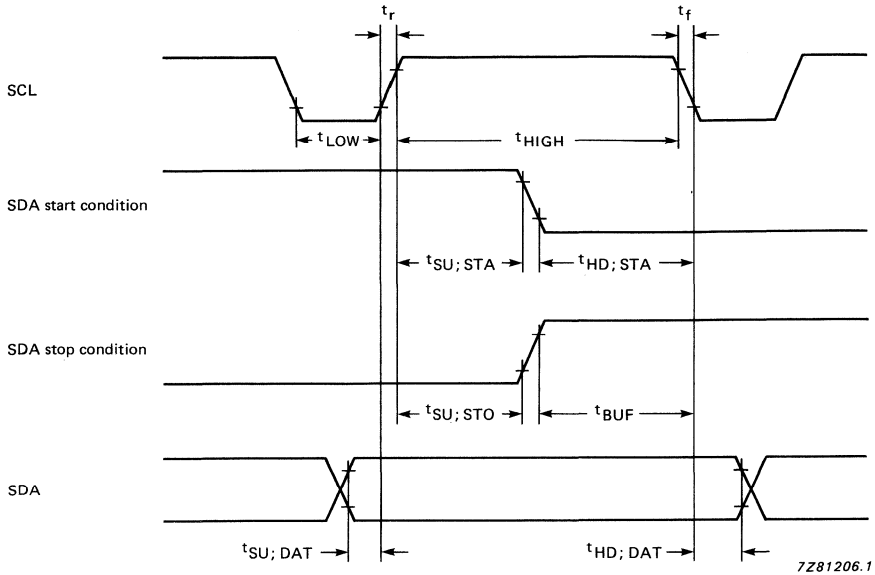 tr
tf
SCL
tLOW
tHIGH
SDA start condition
tSU; STA
tHD; STA
SDA stop condition
tSU; STO
tBUF
SDA
tSU; DAT
tHD; DAT
7Z81206.1